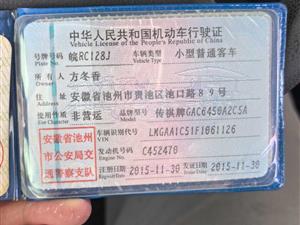 中华人民共和国机动车行驶证
Vehicle License of the People's Republic of China
号牌号码 皖RC128J 车辆类型 小型普通客车
Plate No. Vehicle Type
所有人 方冬香
Owner
住址 安徽省池州市贵池区池口路89号
Address
使用性质 非营运 品牌型号 传祺牌GAC6450A2C5A
Use Character Model
安徽省池州
市公安局交
通警察支队
车辆识别代号 LKGAA1C51F1061126
VIN
发动机号码 C452478
Engine No.
注册日期 2015-11-30 发证日期 2015-11-30
Register Date Issue Date